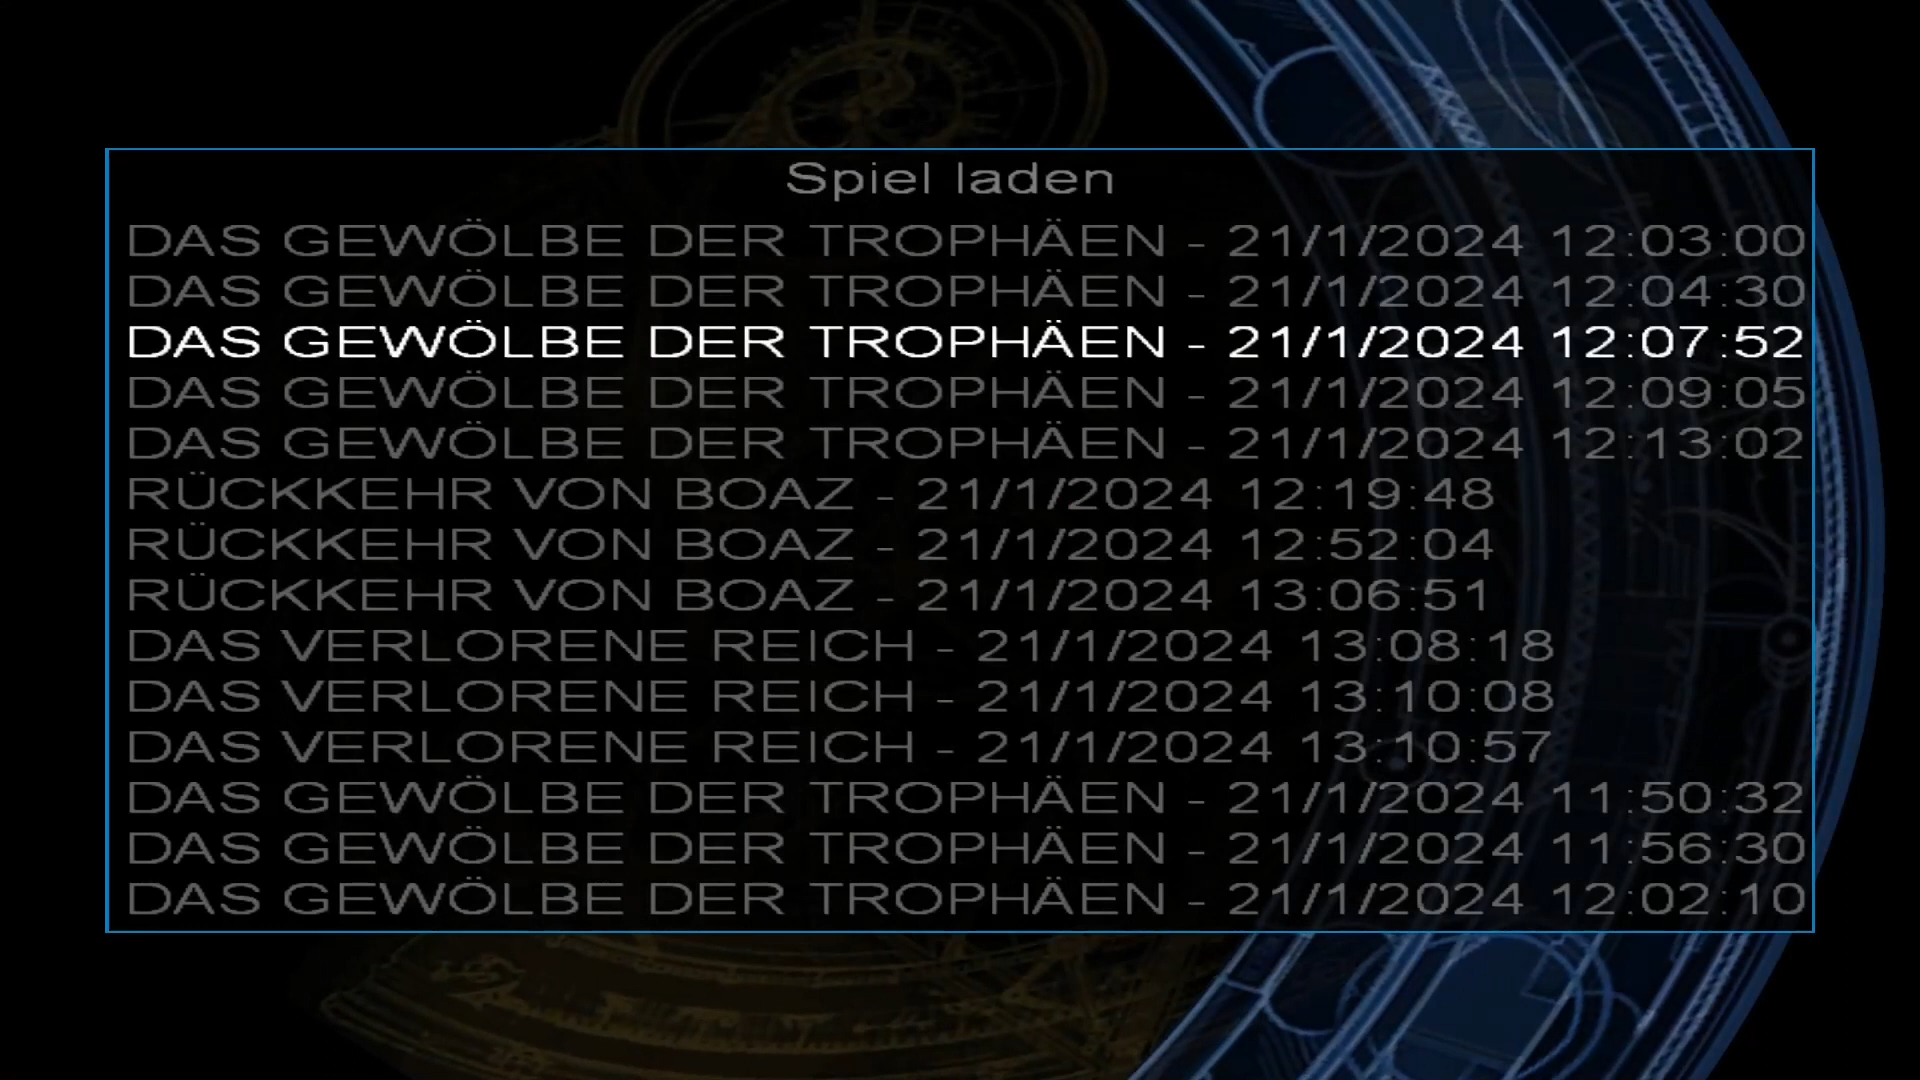 Spiel laden
DAS GEWÖLBE DER TROPHÄEN - 21/1/2024 12:03:00
DAS GEWÖLBE DER TROPHÄEN - 21/1/2024 12:04:30
DAS GEWÖLBE DER TROPHÄEN - 21/1/2024 12:07:52
DAS GEWÖLBE DER TROPHÄEN - 21/1/2024 12:09:05
DAS GEWÖLBE DER TROPHÄEN - 21/1/2024 12:13:02
RÜCKKEHR VON BOAZ - 21/1/2024 12:19:48
RÜCKKEHR VON BOAZ - 21/1/2024 12:52:04
RÜCKKEHR VON BOAZ - 21/1/2024 13:06:51
DAS VERLORENE REICH - 21/1/2024 13:08:18
DAS VERLORENE REICH - 21/1/2024 13:10:08
DAS VERLORENE REICH - 21/1/2024 13:10:57
DAS GEWÖLBE DER TROPHÄEN - 21/1/2024 11:50:32
DAS GEWÖLBE DER TROPHÄEN - 21/1/2024 11:56:30
DAS GEWÖLBE DER TROPHÄEN - 21/1/2024 12:02:10